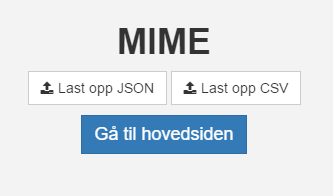 MIME
Last opp JSON Last opp CSV
Gå til hovedsiden